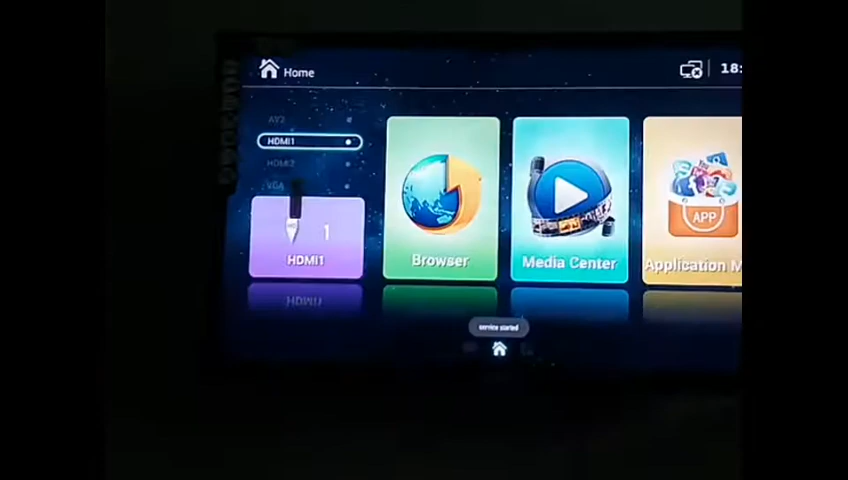 Home
18:
AV2
HDMI1
HDMI2
VGA
1
HDMI1
Browser
Media Center
APP
Application M
service started